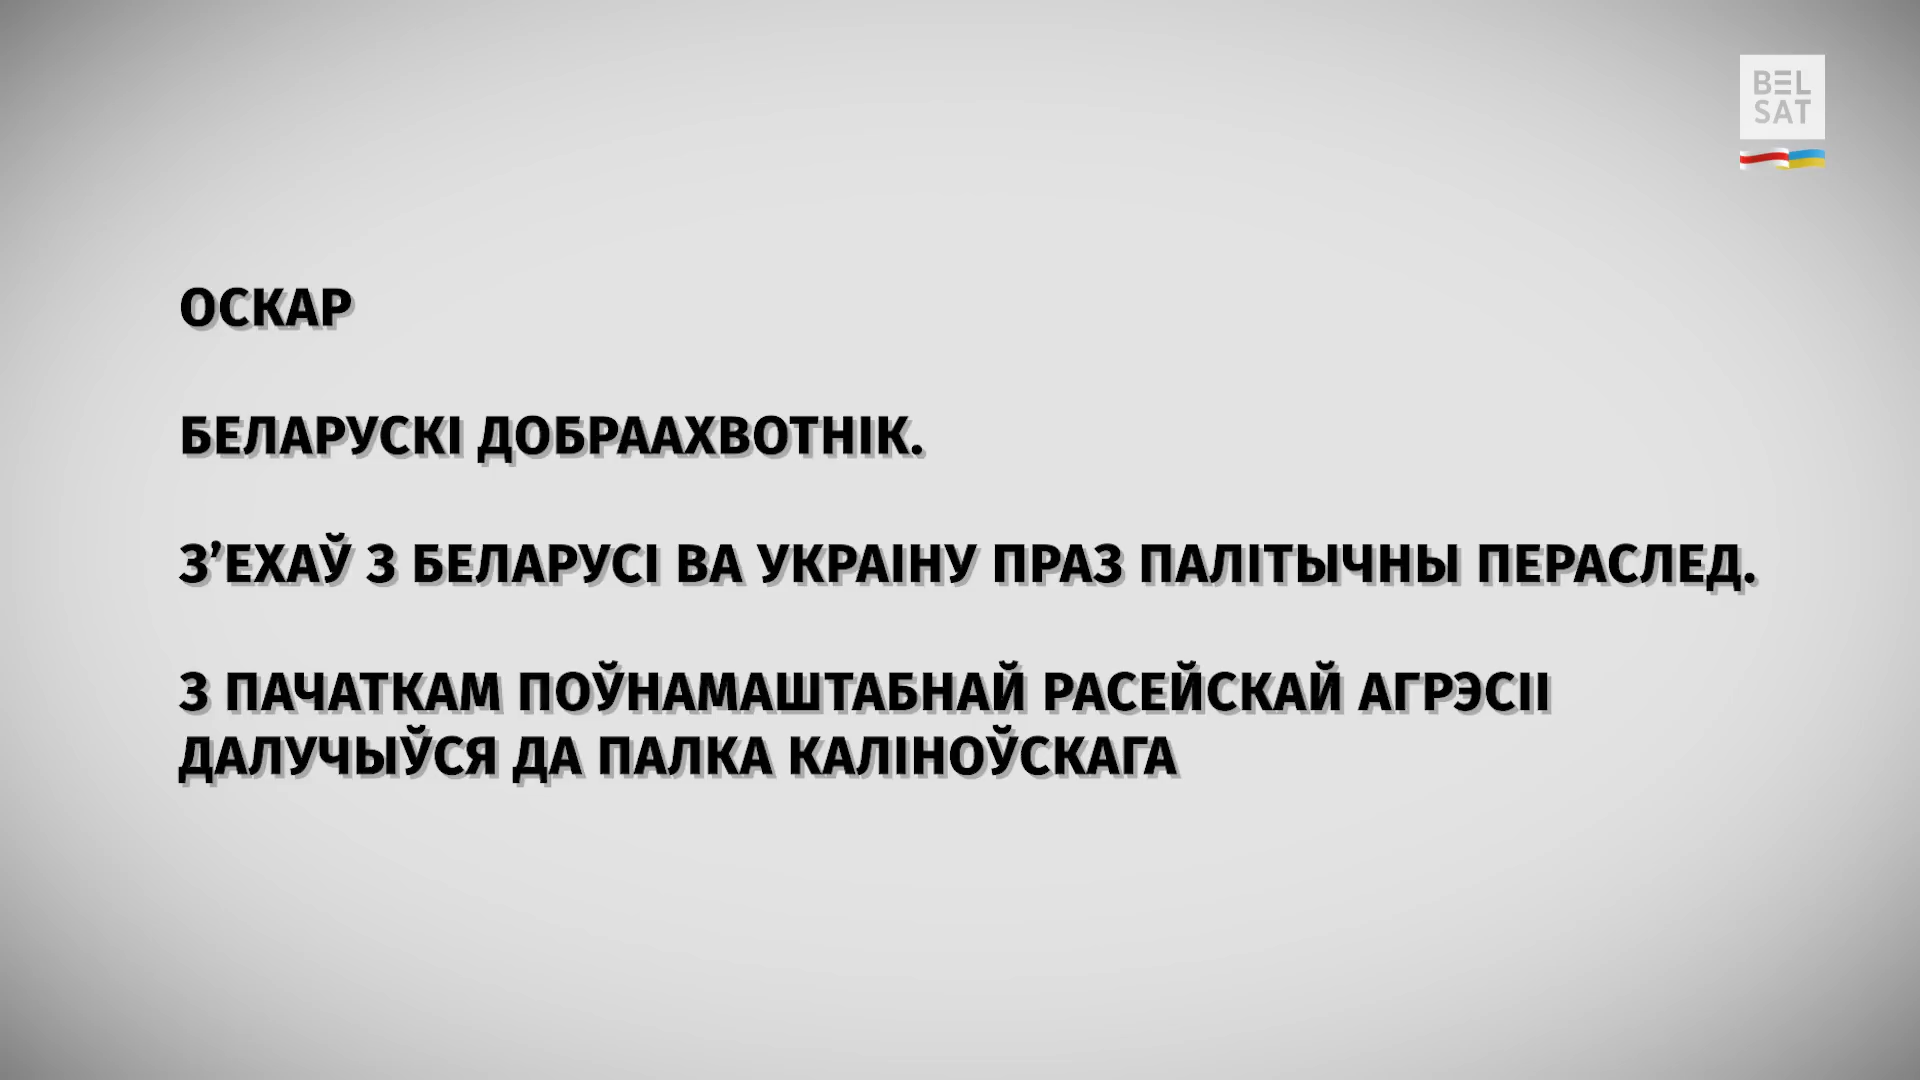 BEL
SAT
ОСКАР
БЕЛАРУСКІ ДОБРААХВОТНІК.
З’ЕХАЎ З БЕЛАРУСІ ВА УКРАІНУ ПРАЗ ПАЛІТЫЧНЫ ПЕРАСЛЕД.
З ПАЧАТКАМ ПОЎНАМАШТАБНАЙ РАСЕЙСКАЙ АГРЭСІІ
ДАЛУЧЫЎСЯ ДА ПАЛКА КАЛІНОЎСКАГА